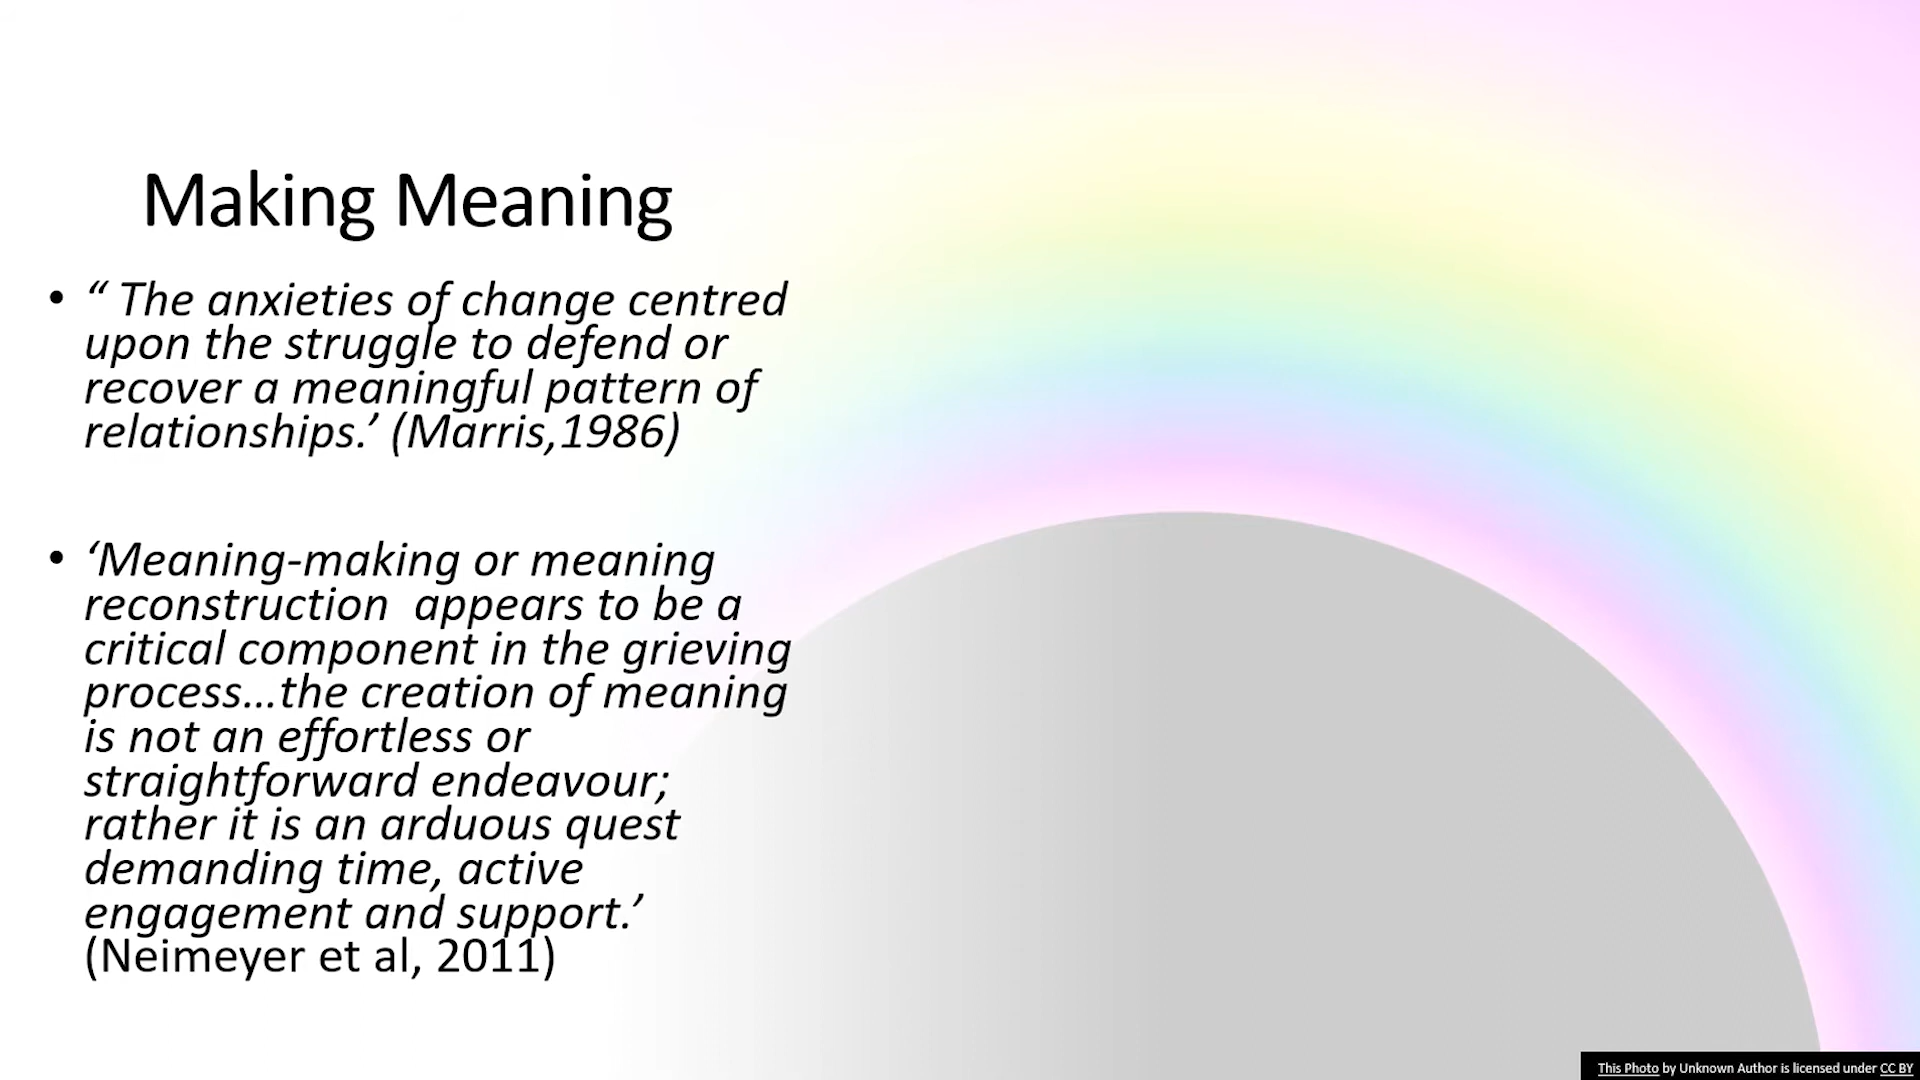 Making Meaning
• “ The anxieties of change centred
upon the struggle to defend or
recover a meaningful pattern of
relationships.’ (Marris,1986)
• ‘Meaning-making or meaning
reconstruction  appears to be a
critical component in the grieving
process…the creation of meaning
is not an effortless or
straightforward endeavour;
rather it is an arduous quest
demanding time, active
engagement and support.’
(Neimeyer et al, 2011)
This Photo by Unknown Author is licensed under CC BY